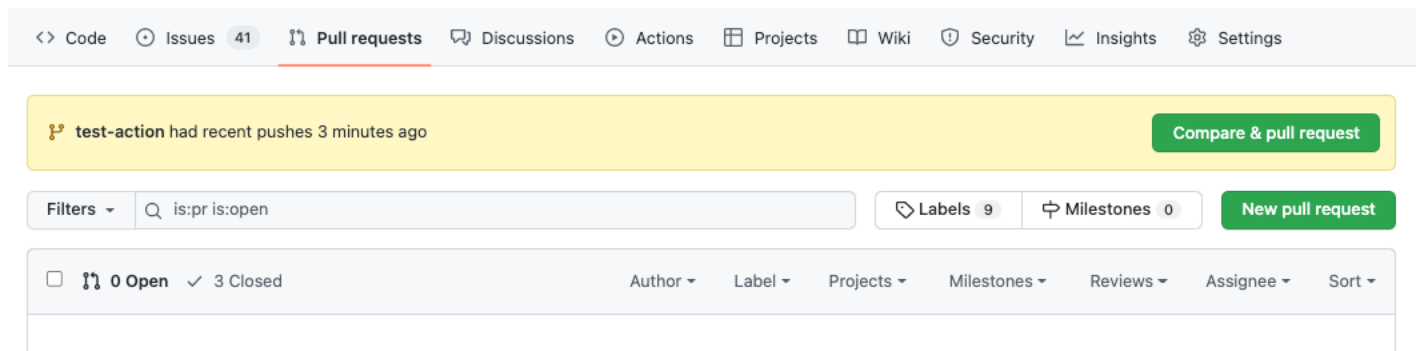 Code Issues 41 Pull requests Discussions Actions Projects Wiki Security Insights Settings
test-action had recent pushes 3 minutes ago Compare & pull request
Filters is:pr is:open Labels 9 Milestones 0 New pull request
0 Open 3 Closed Author Label Projects Milestones Reviews Assignee Sort